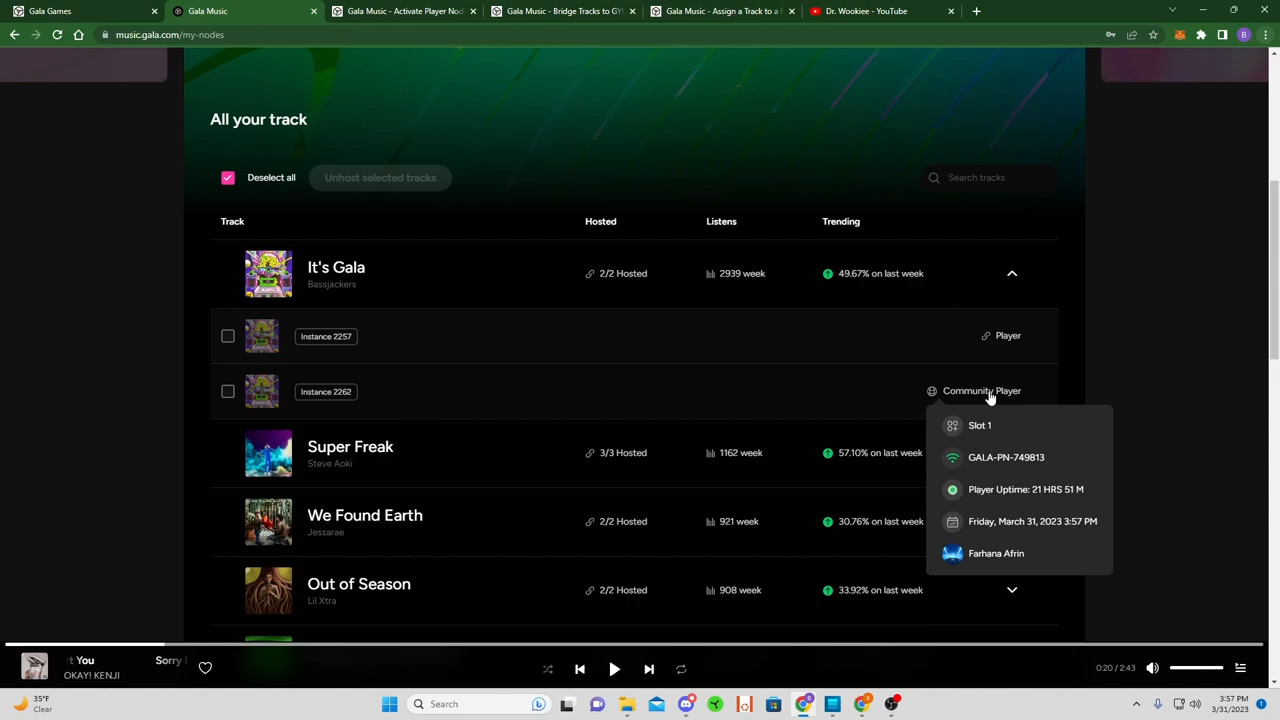 Gala Games
Gala Music
Gala Music - Activate Player Nod
Gala Music - Bridge Tracks to GY
Gala Music - Assign a Track to a
Dr. Wookiee - YouTube
music.gala.com/my-nodes
B
All your track
Deselect all
Unhost selected tracks
Search tracks
Track Hosted Listens Trending
It's Gala
Bassjackers
2/2 Hosted
2939 week
49.67% on last week
Instance 2257
Player
Instance 2262
Community Player
Slot 1
GALA-PN-749813
Player Uptime: 21 HRS 51 M
Friday, March 31, 2023 3:57 PM
Farhana Afrin
Super Freak
Steve Aoki
3/3 Hosted
1162 week
57.10% on last week
We Found Earth
Jessarae
2/2 Hosted
921 week
30.76% on last week
Out of Season
Lil Xtra
2/2 Hosted
908 week
33.92% on last week
t You
Sorry
OKAY! KENJI
0:20 / 2:43
35°F
Clear
Search
3:57 PM
3/31/2023